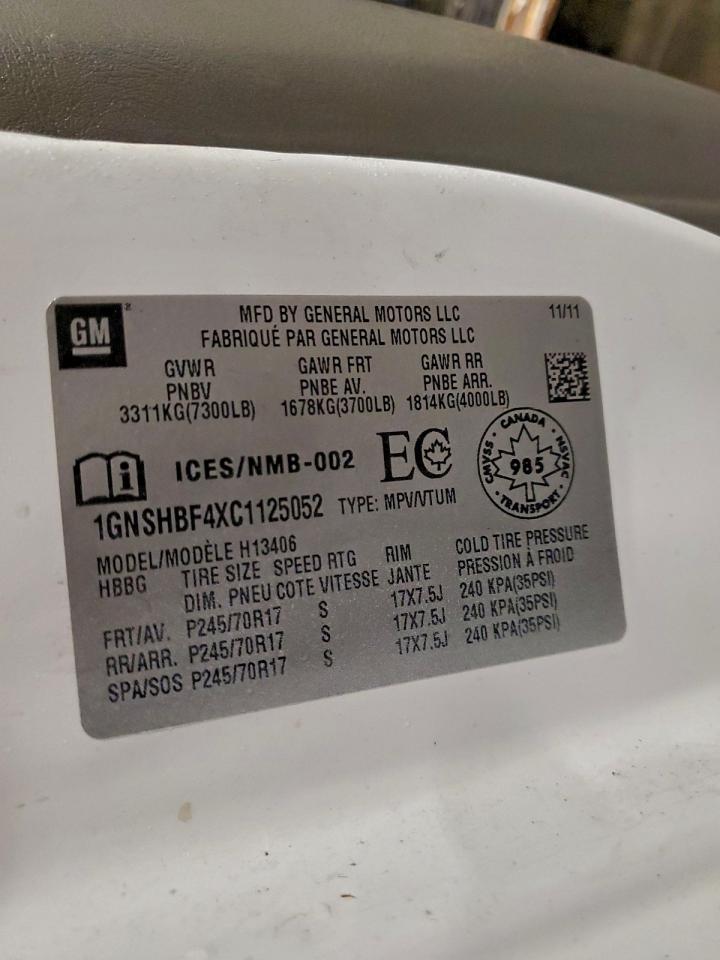 GM
MFD BY GENERAL MOTORS LLC 11/11
FABRIQUÉ PAR GENERAL MOTORS LLC
GVWR GAWR FRT GAWR RR
PNBV PNBE AV. PNBE ARR.
3311KG(7300LB) 1678KG(3700LB) 1814KG(4000LB)
i ICES/NMB-002 EC
CANADA CMVSS NSVAC 985 TRANSPORT
1GNSHBF4XC1125052 TYPE: MPV/VTUM
MODEL/MODÈLE H13406
HBBG TIRE SIZE SPEED RTG RIM COLD TIRE PRESSURE
DIM. PNEU COTE VITESSE JANTE PRESSION À FROID
FRT/AV. P245/70R17 S 17X7.5J 240 KPA(35PSI)
RR/ARR. P245/70R17 S 17X7.5J 240 KPA(35PSI)
SPA/SOS P245/70R17 S 17X7.5J 240 KPA(35PSI)